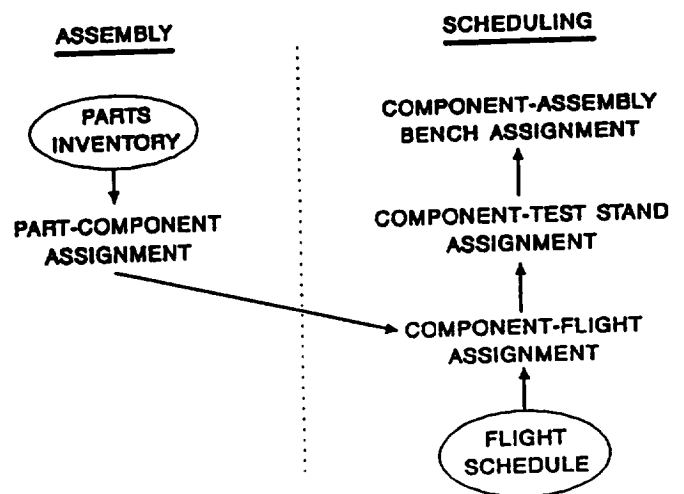 ASSEMBLY
PARTS
INVENTORY
PART-COMPONENT
ASSIGNMENT
SCHEDULING
COMPONENT-ASSEMBLY
BENCH ASSIGNMENT
COMPONENT-TEST STAND
ASSIGNMENT
COMPONENT-FLIGHT
ASSIGNMENT
FLIGHT
SCHEDULE